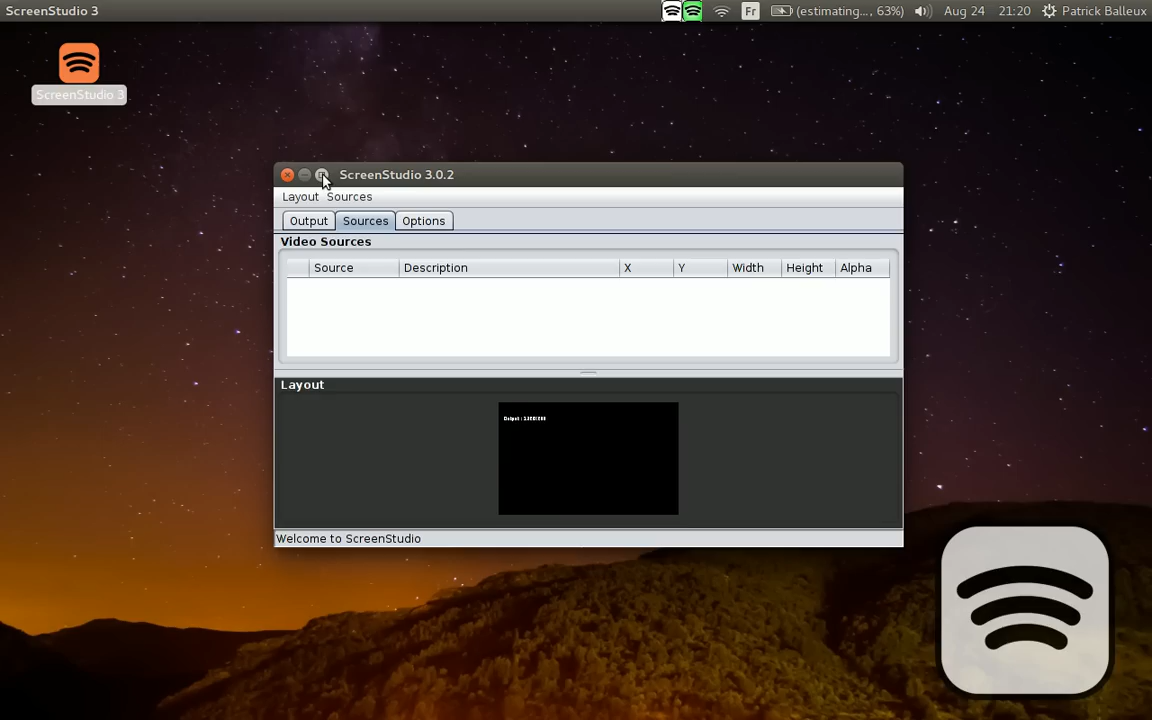 ScreenStudio 3
Fr
(estimating..., 63%)
Aug 24
21:20
Patrick Balleux
ScreenStudio 3
ScreenStudio 3.0.2
Layout Sources
Output Sources Options
Video Sources
Source Description X Y Width Height Alpha
Layout
Output :
Welcome to ScreenStudio